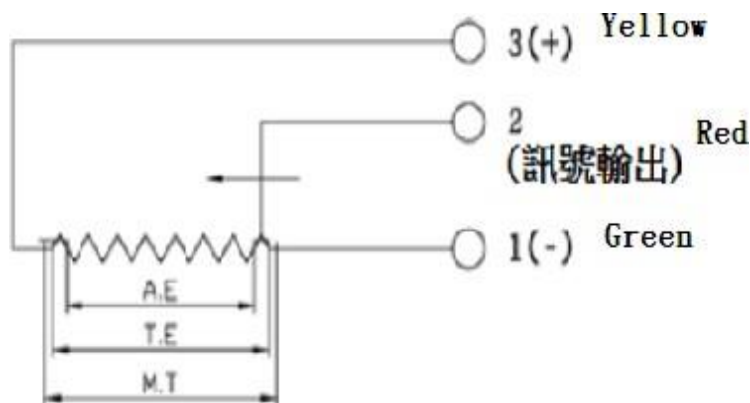 3(+) Yellow
2
(訊號輸出) Red
1(-) Green
A.E
T.E
M.T